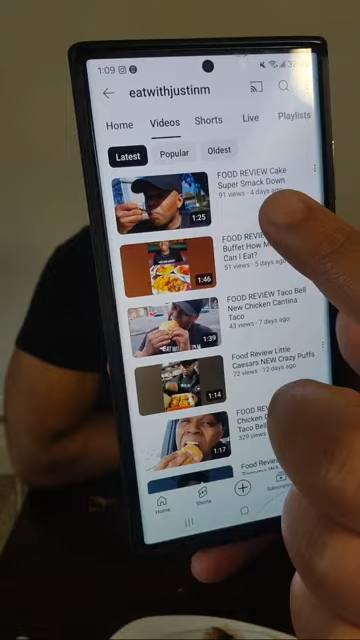 1:09
eatwithjustinm
Home Videos Shorts Live Playlists
Latest Popular Oldest
FOOD REVIEW Cake
Super Smack Down
91 views · 4 days ago
1:25
FOOD REVIEW
Buffet How M
Can I Eat?
51 views · 5 days ago
1:46
FOOD REVIEW Taco Bell
New Chicken Cantina
Taco
43 views · 7 days ago
1:39
Food Review Little
Caesars NEW Crazy Puffs
72 views · 12 days ago
1:14
FOOD
Chicken
Taco Bell
329 views
1:17
Food
Home Shorts